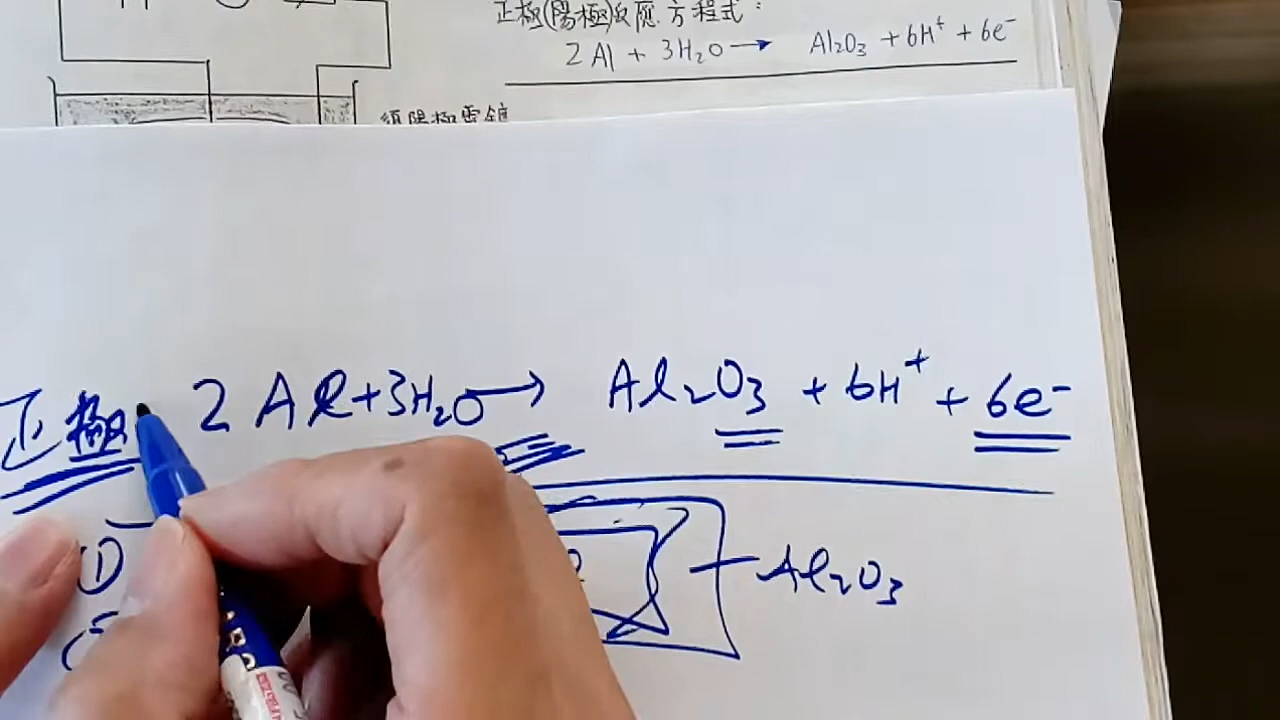 正極(陽極)反應方程式:
2Al + 3H₂O → Al₂O₃ + 6H⁺ + 6e⁻
正極 2Al+3H₂O → Al₂O₃ + 6H⁺ + 6e⁻
①
Al₂O₃